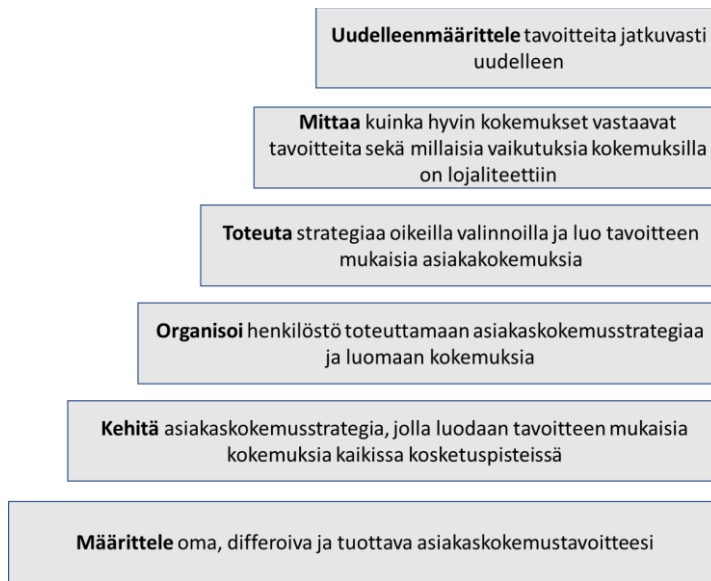 Uudelleenmäärittele tavoitteita jatkuvasti
uudelleen
Mittaa kuinka hyvin kokemukset vastaavat
tavoitteita sekä millaisia vaikutuksia kokemuksilla
on lojaliteettiin
Toteuta strategiaa oikeilla valinnoilla ja luo tavoitteen
mukaisia asiakakokemuksia
Organisoi henkilöstö toteuttamaan asiakaskokemusstrategiaa
ja luomaan kokemuksia
Kehitä asiakaskokemusstrategia, jolla luodaan tavoitteen mukaisia
kokemuksia kaikissa kosketuspisteissä
Määrittele oma, differoiva ja tuottava asiakaskokemustavoitteesi